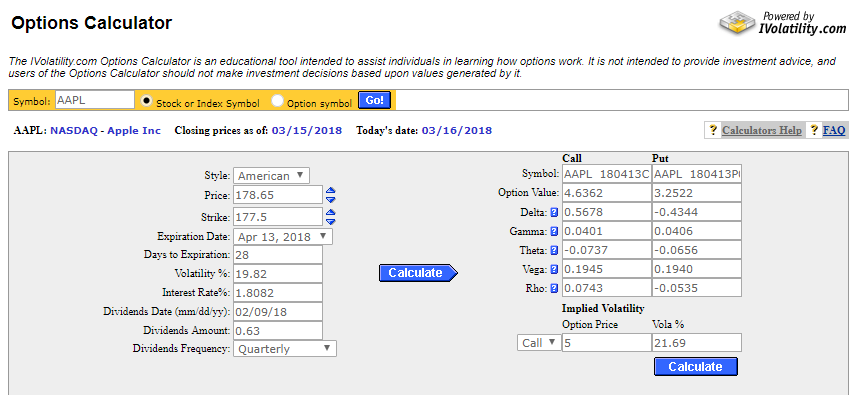 Options Calculator
Powered by
IVolatility.com
The IVolatility.com Options Calculator is an educational tool intended to assist individuals in learning how options work. It is not intended to provide investment advice, and
users of the Options Calculator should not make investment decisions based upon values generated by it.
Symbol: AAPL Stock or Index Symbol Option symbol Go!
AAPL: NASDAQ - Apple Inc Closing prices as of: 03/15/2018 Today's date: 03/16/2018 ? Calculators Help ? FAQ
Call Put
Style: American Symbol: AAPL 180413C AAPL 180413P
Price: 178.65 Option Value: 4.6362 3.2522
Strike: 177.5 Delta: ? 0.5678 -0.4344
Expiration Date: Apr 13, 2018 Gamma: ? 0.0401 0.0406
Days to Expiration: 28 Theta: ? -0.0737 -0.0656
Volatility %: 19.82 Calculate Vega: ? 0.1945 0.1940
Interest Rate%: 1.8082 Rho: ? 0.0743 -0.0535
Dividends Date (mm/dd/yy): 02/09/18 Implied Volatility
Dividends Amount: 0.63 Option Price Vola %
Dividends Frequency: Quarterly Call 5 21.69
Calculate